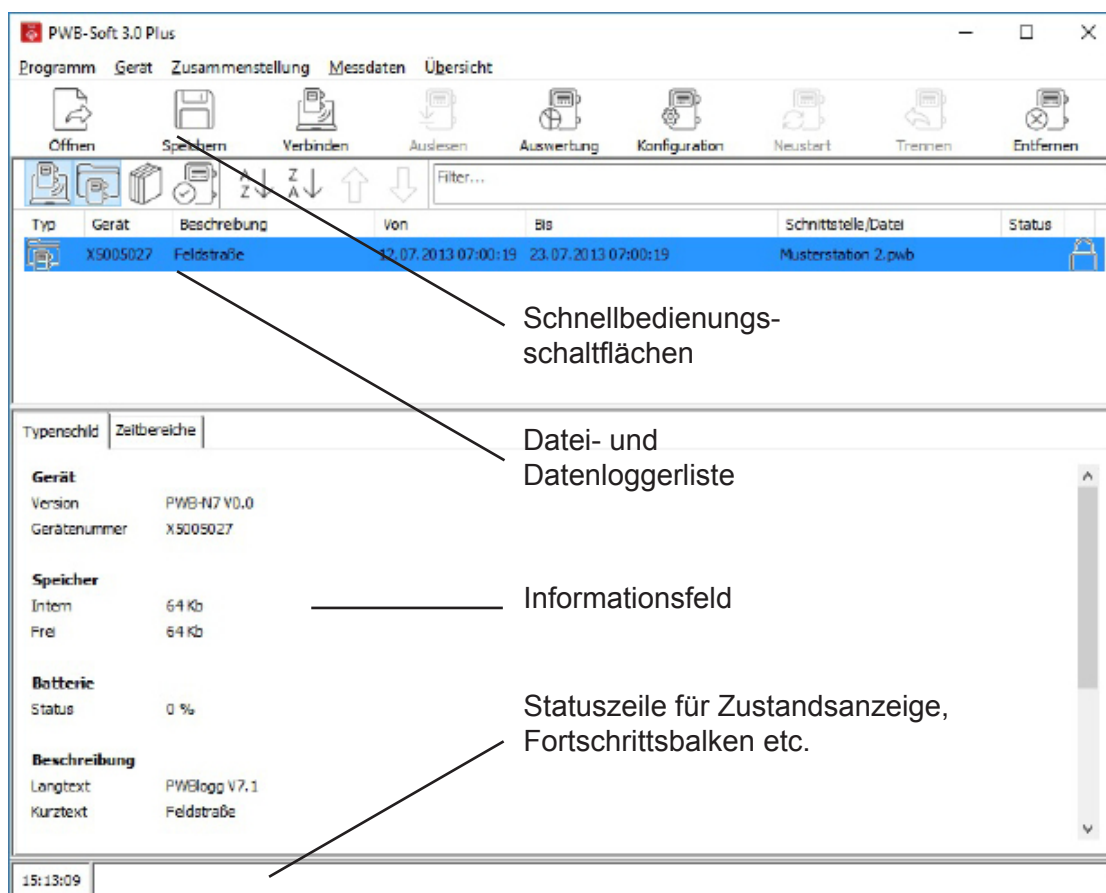 PWB-Soft 3.0 Plus
Programm Gerät Zusammenstellung Messdaten Übersicht
Öffnen Speichern Verbinden Auslesen Auswertung Konfiguration Neustart Trennen Entfernen
A Z Z A Filter...
Typ Gerät Beschreibung Von Bis Schnittstelle/Datei Status
X5005027 Feldstraße 12.07.2013 07:00:19 23.07.2013 07:00:19 Musterstation 2.pwb
Schnellbedienungs-
schaltflächen
Typenschild Zeitbereiche
Datei- und
Datenloggerliste
Gerät
Version PWB-N7 V0.0
Gerätenummer X5005027
Speicher
Intern 64 Kb
Informationsfeld
Frei 64 Kb
Batterie
Status 0 %
Statuszeile für Zustandsanzeige,
Fortschrittsbalken etc.
Beschreibung
Langtext PWBlogg V7.1
Kurztext Feldstraße
15:13:09